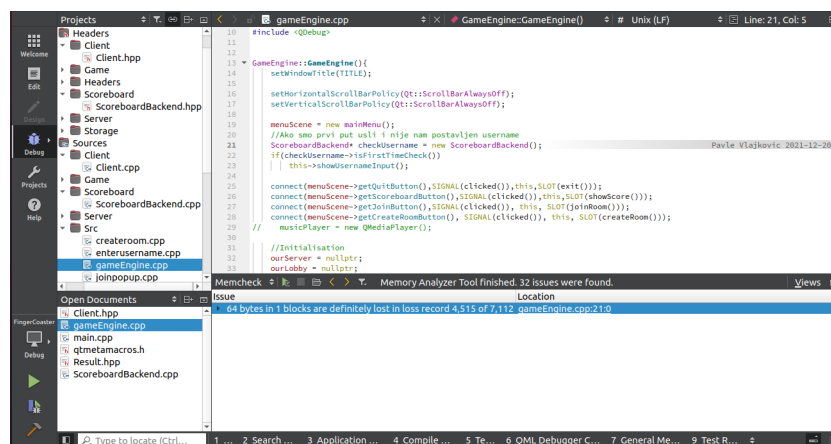 Projects
gameEngine.cpp
GameEngine::GameEngine()
# Unix (LF)
Line: 21, Col: 5
Welcome
Edit
Design
Debug
Projects
Help
FingerCoaster
Debug
Headers
Client
Client.hpp
Game
Headers
Scoreboard
ScoreboardBackend.hpp
Server
Storage
Sources
Client
Client.cpp
Game
Scoreboard
ScoreboardBackend.cpp
Server
Src
createroom.cpp
enterusername.cpp
gameEngine.cpp
joinpopup.cpp
10 #include <QDebug>
11
12
13 GameEngine::GameEngine(){
14 setWindowTitle(TITLE);
15
16 setHorizontalScrollBarPolicy(Qt::ScrollBarAlwaysOff);
17 setVerticalScrollBarPolicy(Qt::ScrollBarAlwaysOff);
18
19 menuScene = new mainMenu();
20 //Ako smo prvi put usli i nije nam postavljen username
21 ScoreboardBackend* checkUsername = new ScoreboardBackend(); Pavle Vlajkovic 2021-12-20
22 if(checkUsername->isFirstTimeCheck())
23 this->showUsernameInput();
24
25 connect(menuScene->getQuitButton(),SIGNAL(clicked()),this,SLOT(exit()));
26 connect(menuScene->getScoreboardButton(),SIGNAL(clicked()),this,SLOT(showScore()));
27 connect(menuScene->getJoinButton(),SIGNAL(clicked()), this, SLOT(joinRoom()));
28 connect(menuScene->getCreateRoomButton(), SIGNAL(clicked()), this, SLOT(createRoom()));
29 // musicPlayer = new QMediaPlayer();
30
31 //Initialisation
32 ourServer = nullptr;
33 ourLobby = nullptr;
Memcheck
Memory Analyzer Tool finished. 32 issues were found.
Views
Issue
Location
64 bytes in 1 blocks are definitely lost in loss record 4,515 of 7,112 gameEngine.cpp:21:0
Open Documents
Client.hpp
gameEngine.cpp
main.cpp
qtmetamacros.h
Result.hpp
ScoreboardBackend.cpp
Type to locate (Ctrl...
1 ... 2 Search ... 3 Application ... 4 Compile ... 5 Te... 6 QML Debugger C... 7 General Me... 9 Test R...